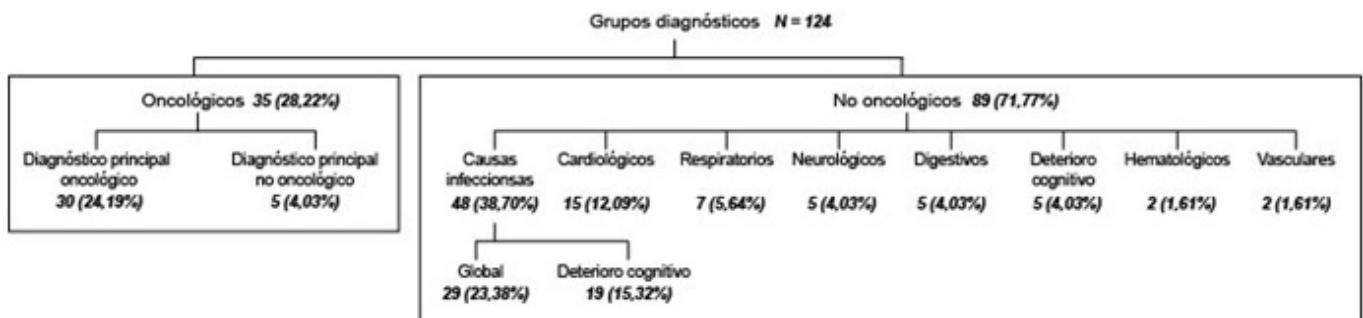 Grupos diagnósticos N = 124
Oncológicos 35 (28,22%)
No oncológicos 89 (71,77%)
Diagnóstico principal
oncológico
30 (24,19%)
Diagnóstico principal
no oncológico
5 (4,03%)
Causas
infeccionsas
48 (38,70%)
Cardiológicos
15 (12,09%)
Respiratorios
7 (5,64%)
Neurológicos
5 (4,03%)
Digestivos
5 (4,03%)
Deterioro
cognitivo
5 (4,03%)
Hematológicos
2 (1,61%)
Vasculares
2 (1,61%)
Global
29 (23,38%)
Deterioro cognitivo
19 (15,32%)